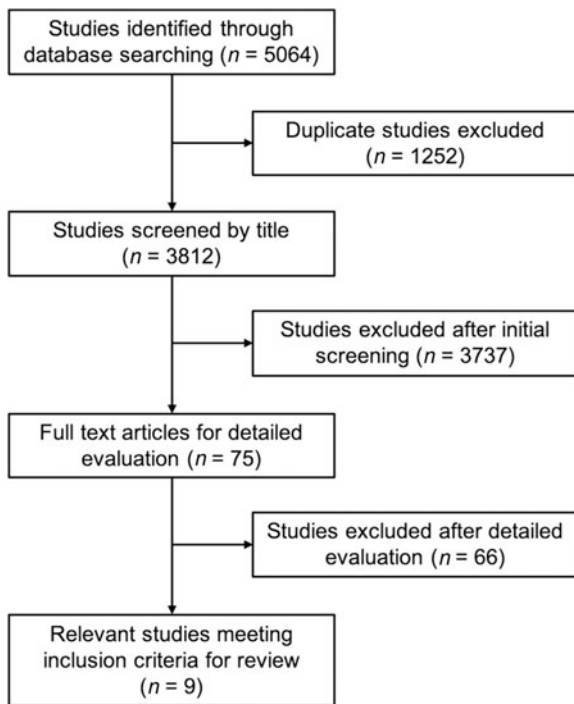 Studies identified through
database searching (n = 5064)
Duplicate studies excluded
(n = 1252)
Studies screened by title
(n = 3812)
Studies excluded after initial
screening (n = 3737)
Full text articles for detailed
evaluation (n = 75)
Studies excluded after detailed
evaluation (n = 66)
Relevant studies meeting
inclusion criteria for review
(n = 9)